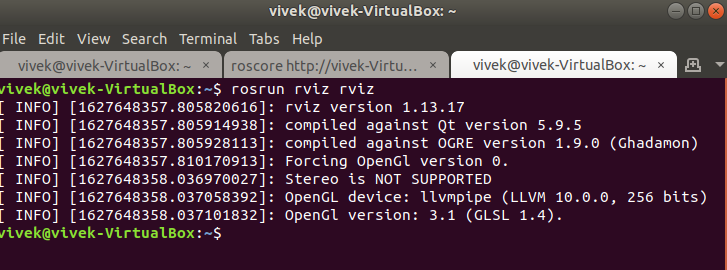 vivek@vivek-VirtualBox: ~
File Edit View Search Terminal Tabs Help
vivek@vivek-VirtualBox: ~ × roscore http://vivek-Virtu… × vivek@vivek-VirtualBox: ~ ×
vivek@vivek-VirtualBox:~$ rosrun rviz rviz
[ INFO] [1627648357.805820616]: rviz version 1.13.17
[ INFO] [1627648357.805914938]: compiled against Qt version 5.9.5
[ INFO] [1627648357.805928113]: compiled against OGRE version 1.9.0 (Ghadamon)
[ INFO] [1627648357.810170913]: Forcing OpenGl version 0.
[ INFO] [1627648358.036970027]: Stereo is NOT SUPPORTED
[ INFO] [1627648358.037058392]: OpenGL device: llvmpipe (LLVM 10.0.0, 256 bits)
[ INFO] [1627648358.037101832]: OpenGl version: 3.1 (GLSL 1.4).
vivek@vivek-VirtualBox:~$